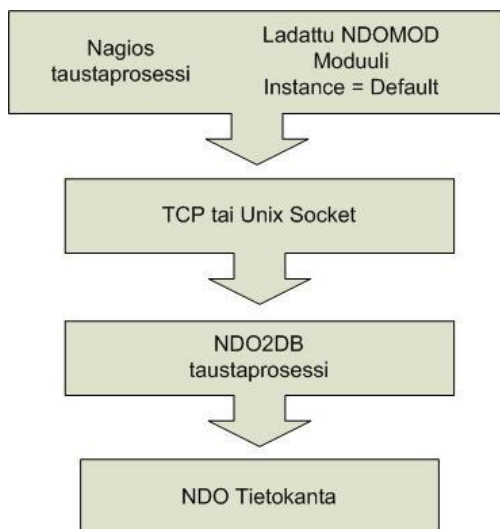 Nagios
taustaprosessi
Ladattu NDOMOD
Moduuli
Instance = Default
TCP tai Unix Socket
NDO2DB
taustaprosessi
NDO Tietokanta